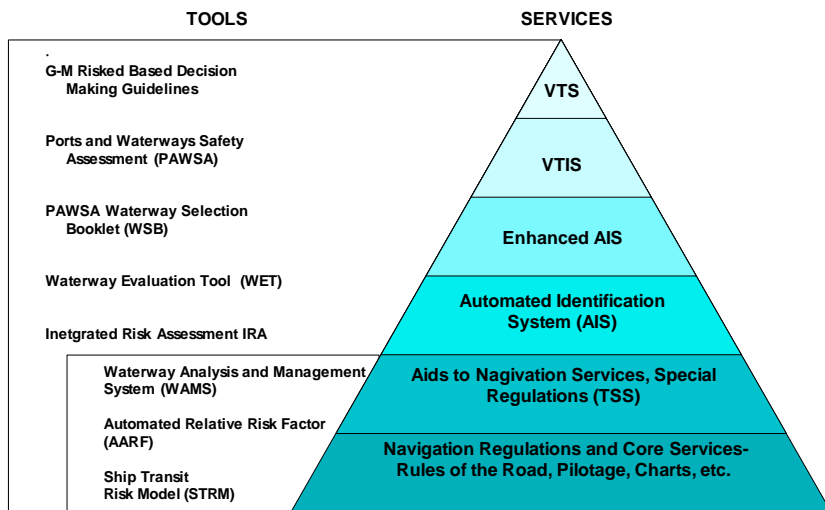 TOOLS
SERVICES
.
G-M Risked Based Decision
Making Guidelines
Ports and Waterways Safety
Assessment (PAWSA)
PAWSA Waterway Selection
Booklet (WSB)
Waterway Evaluation Tool  (WET)
Inetgrated Risk Assessment IRA
Waterway Analysis and Management
System (WAMS)
Automated Relative Risk Factor
(AARF)
Ship Transit
Risk Model (STRM)
VTS
VTIS
Enhanced AIS
Automated Identification
System (AIS)
Aids to Nagivation Services, Special
Regulations (TSS)
Navigation Regulations and Core Services-
Rules of the Road, Pilotage, Charts, etc.